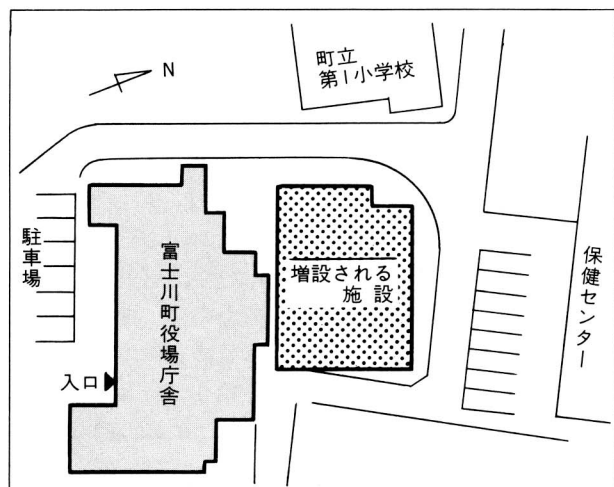 町立
第1小学校
N
駐車場
富士川町役場庁舎
増設される
施設
保健センター
入口